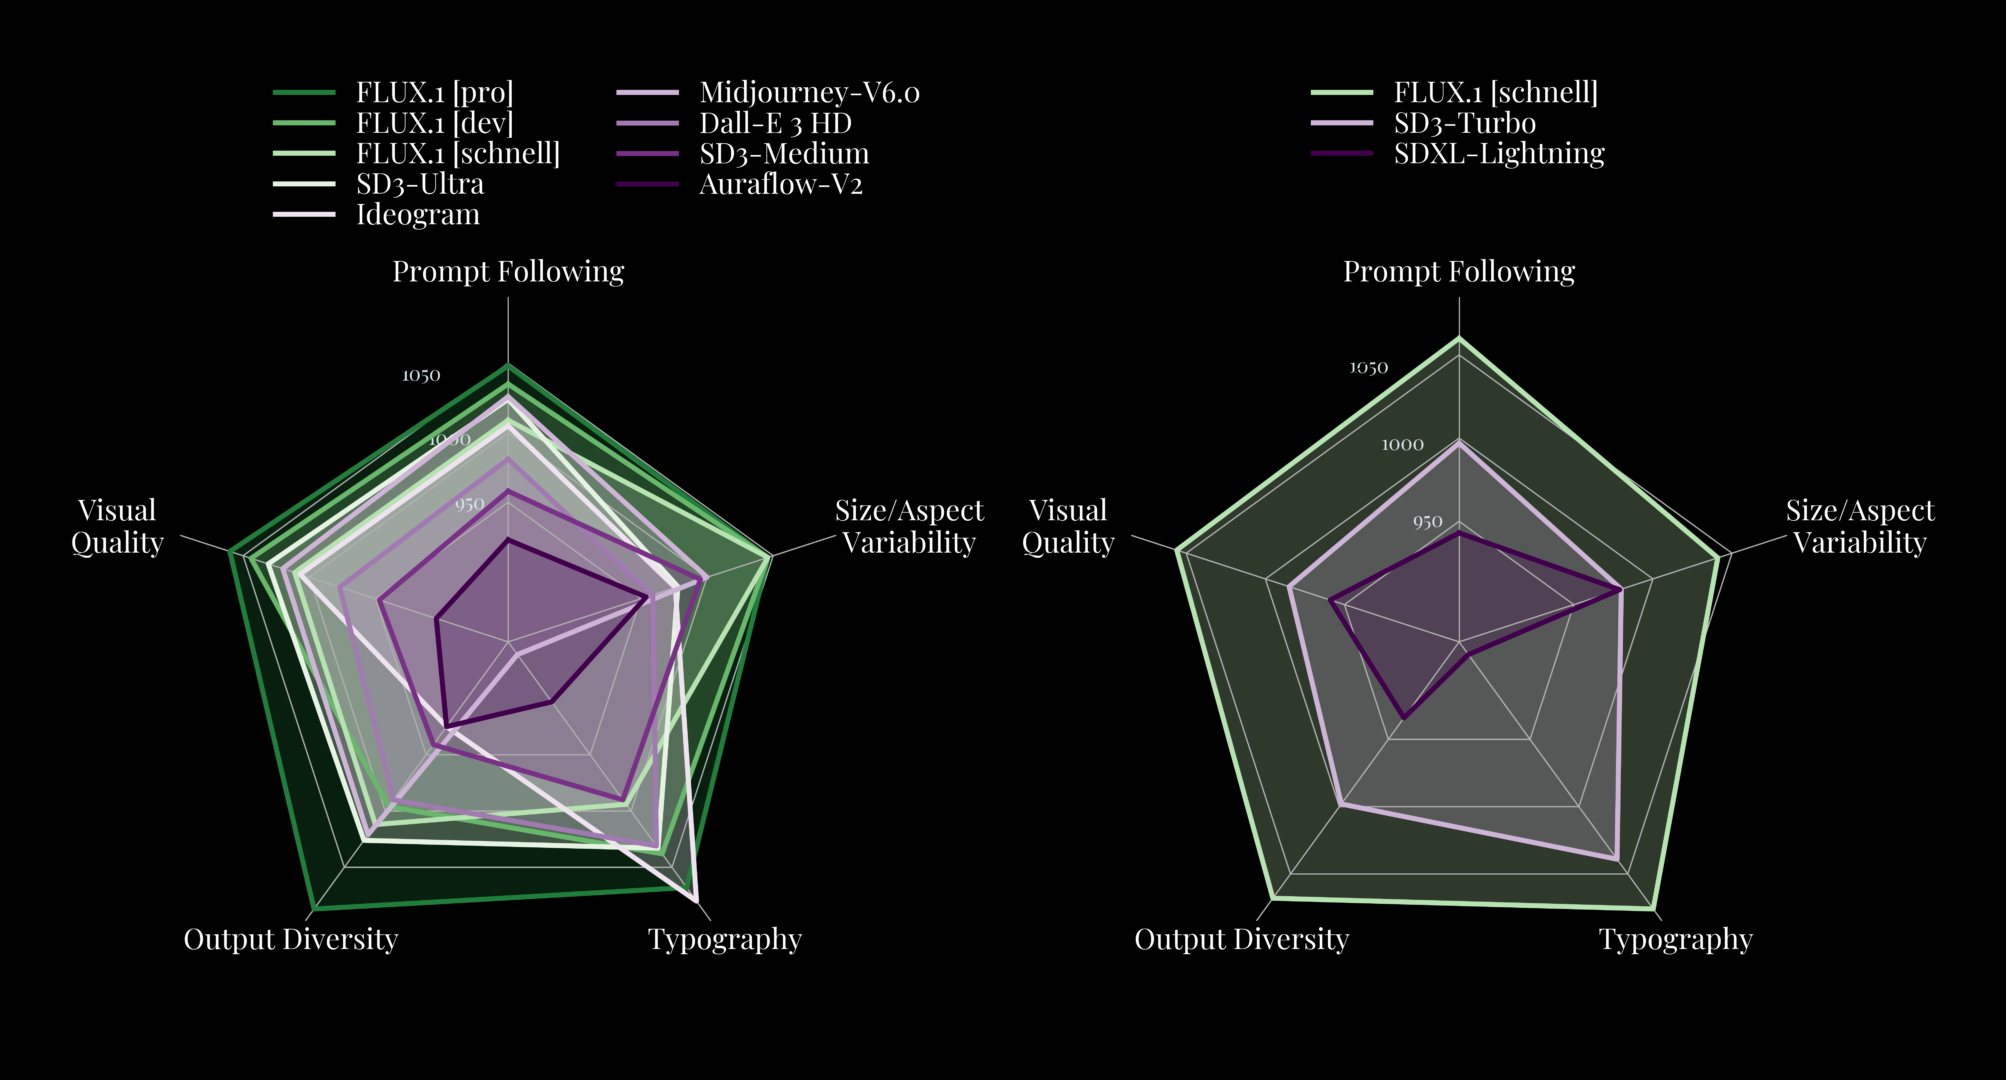 FLUX.1 [pro]
FLUX.1 [dev]
FLUX.1 [schnell]
SD3-Ultra
Ideogram
Midjourney-V6.0
Dall-E 3 HD
SD3-Medium
Auraflow-V2
Prompt Following
1050
1000
950
Visual
Quality
Size/Aspect
Variability
Output Diversity
Typography
FLUX.1 [schnell]
SD3-Turbo
SDXL-Lightning
Prompt Following
1050
1000
950
Visual
Quality
Size/Aspect
Variability
Output Diversity
Typography